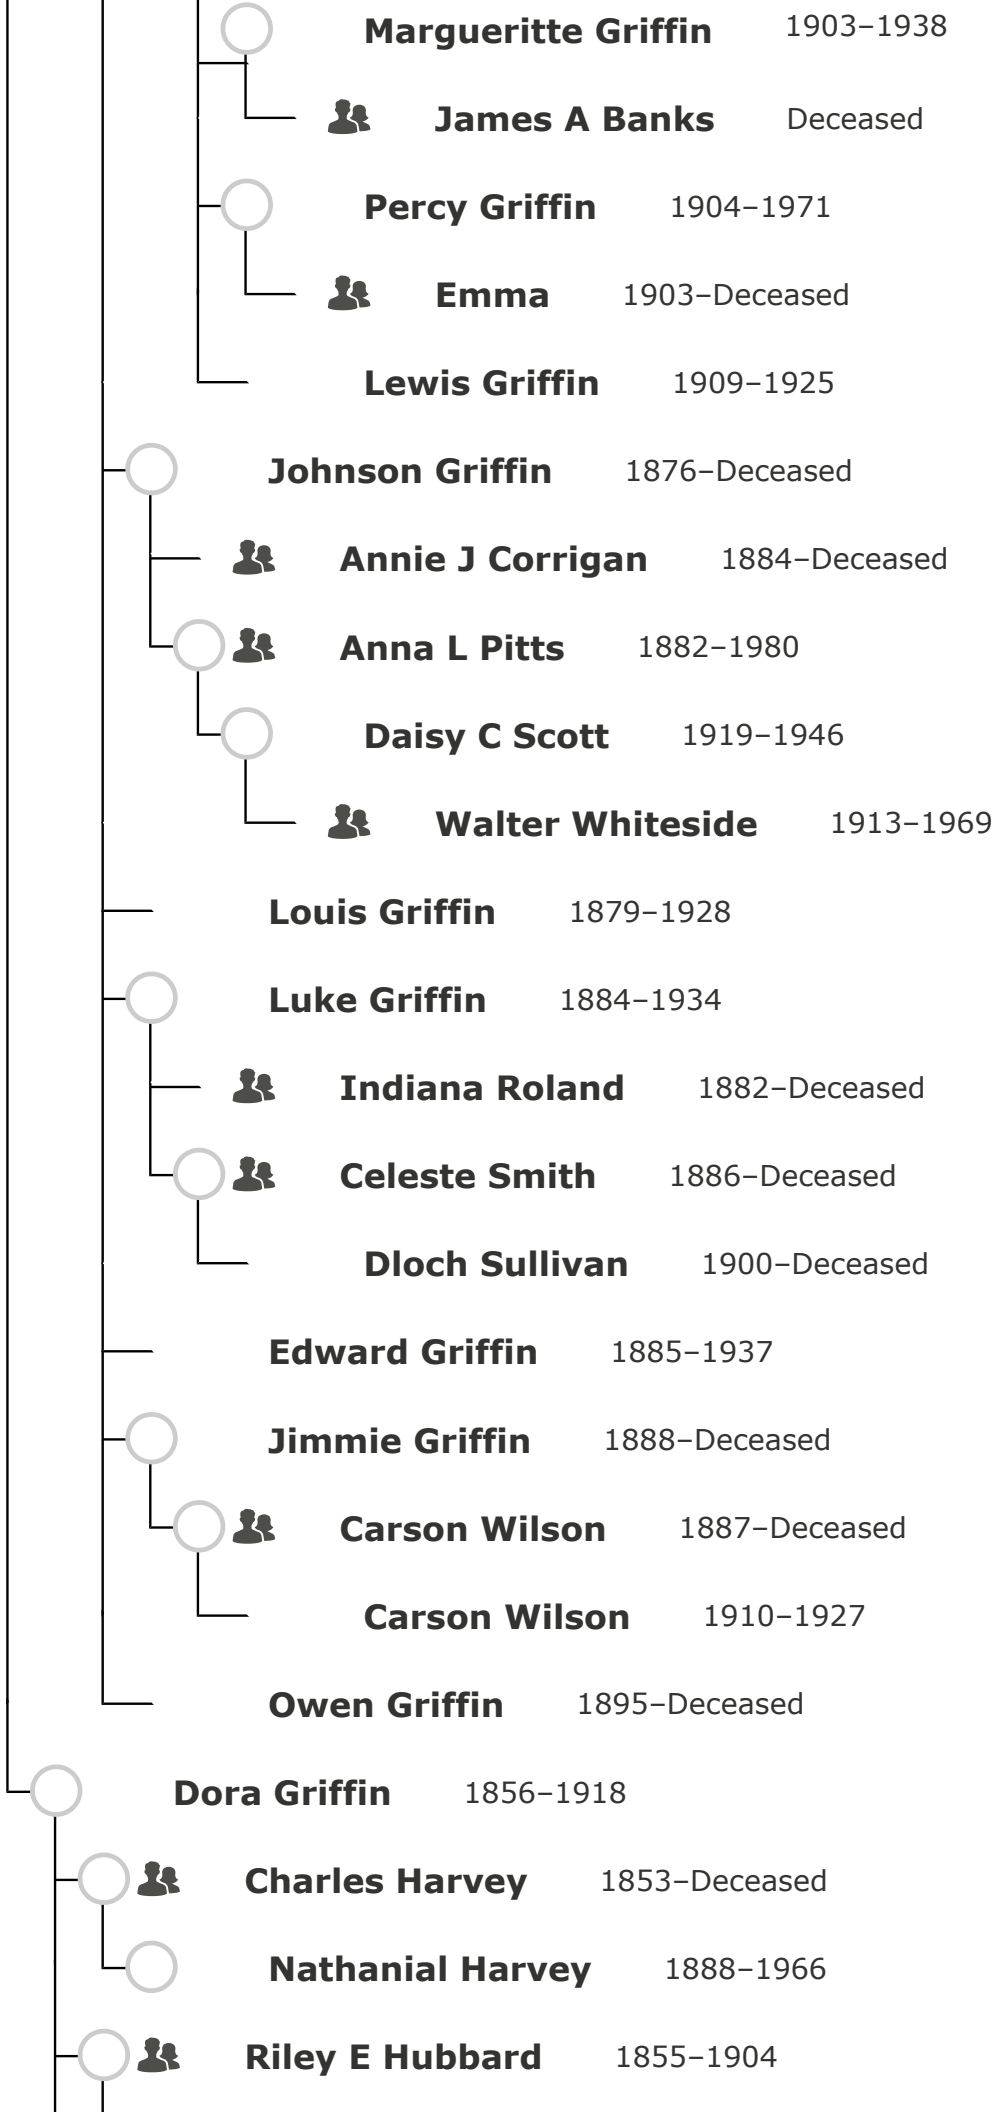 Margueritte Griffin 1903–1938
James A Banks Deceased
Percy Griffin 1904–1971
Emma 1903–Deceased
Lewis Griffin 1909–1925
Johnson Griffin 1876–Deceased
Annie J Corrigan 1884–Deceased
Anna L Pitts 1882–1980
Daisy C Scott 1919–1946
Walter Whiteside 1913–1969
Louis Griffin 1879–1928
Luke Griffin 1884–1934
Indiana Roland 1882–Deceased
Celeste Smith 1886–Deceased
Dloch Sullivan 1900–Deceased
Edward Griffin 1885–1937
Jimmie Griffin 1888–Deceased
Carson Wilson 1887–Deceased
Carson Wilson 1910–1927
Owen Griffin 1895–Deceased
Dora Griffin 1856–1918
Charles Harvey 1853–Deceased
Nathanial Harvey 1888–1966
Riley E Hubbard 1855–1904